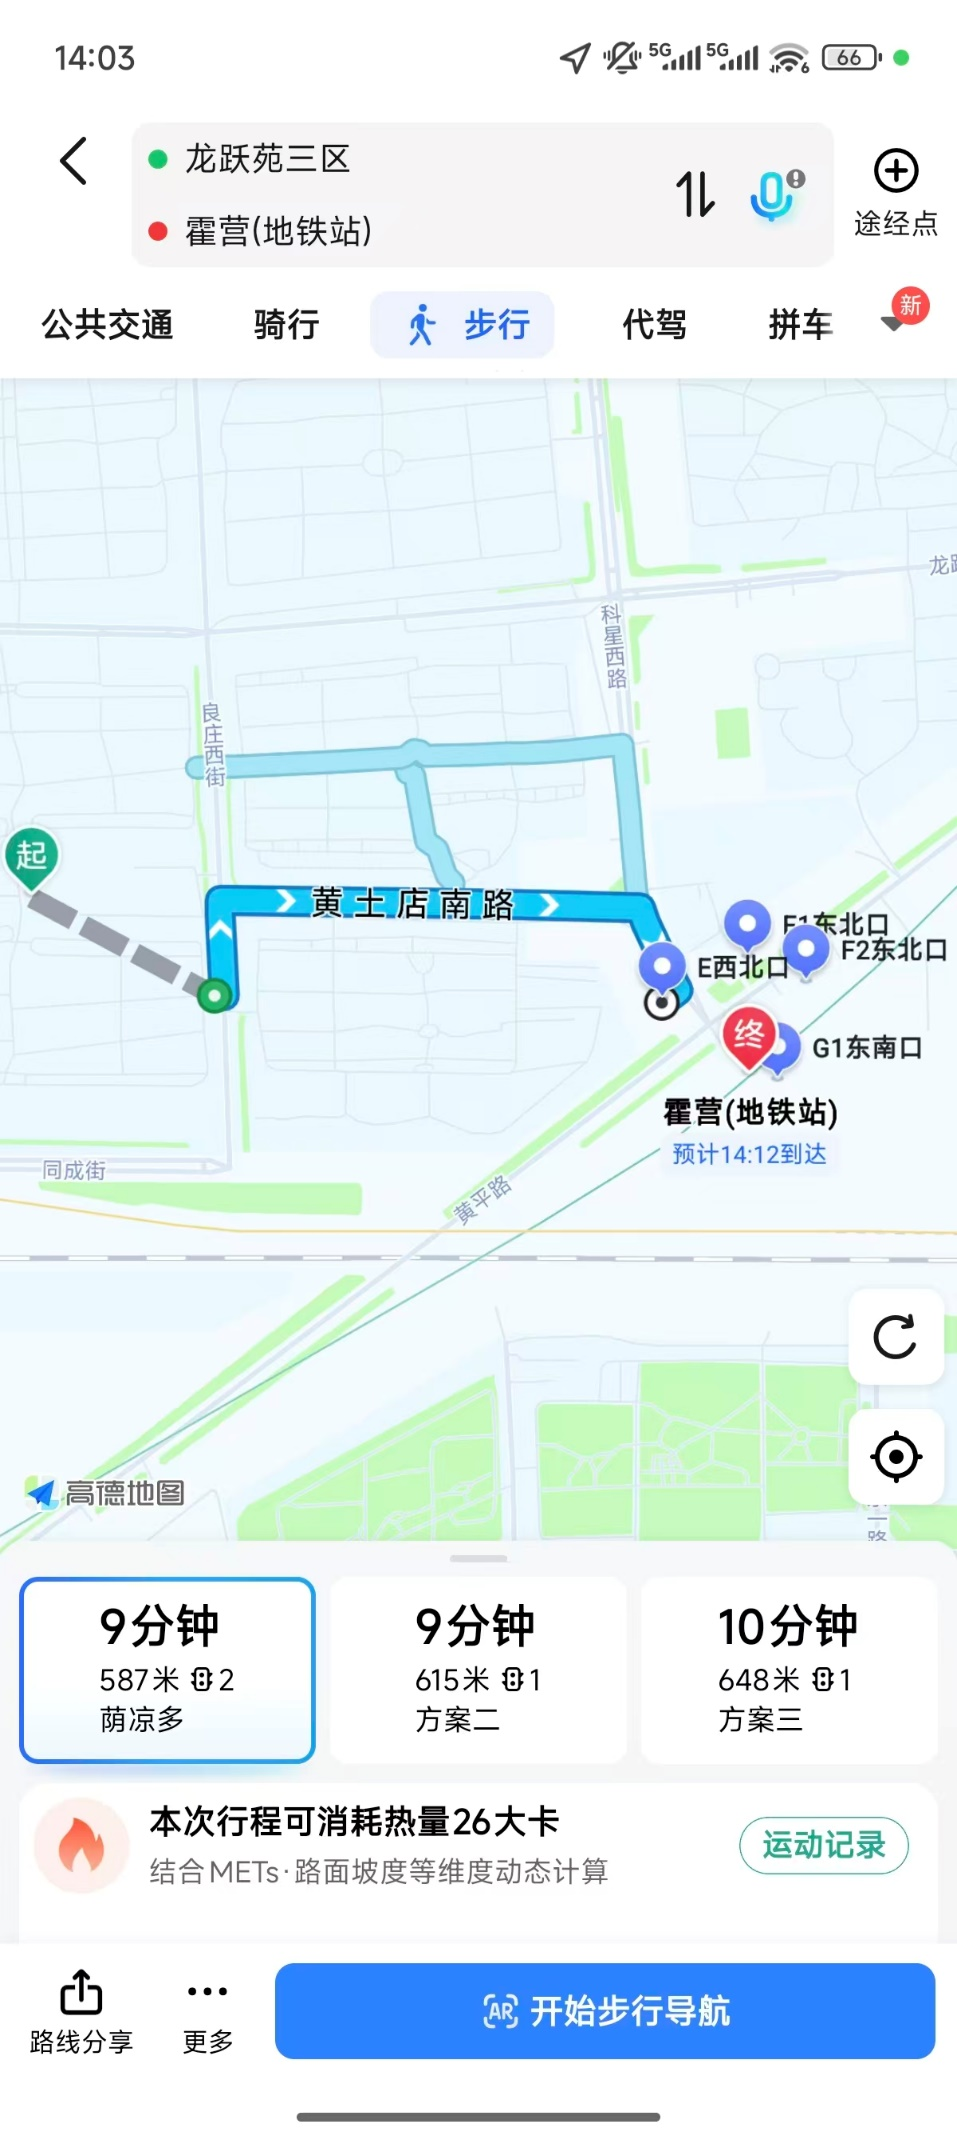 14:03
5G 5G 6 66
龙跃苑三区
霍营(地铁站)
途经点
公共交通 骑行 步行 代驾 拼车 新
科星西路
良庄西街
起
黄土店南路
E西北口
F2东北口
终
G1东南口
霍营(地铁站)
预计14:12到达
同成街
黄平路
高德地图
9分钟
587米 2
荫凉多
9分钟
615米 1
方案二
10分钟
648米 1
方案三
本次行程可消耗热量26大卡
结合METs·路面坡度等维度动态计算
运动记录
路线分享
更多
AR 开始步行导航